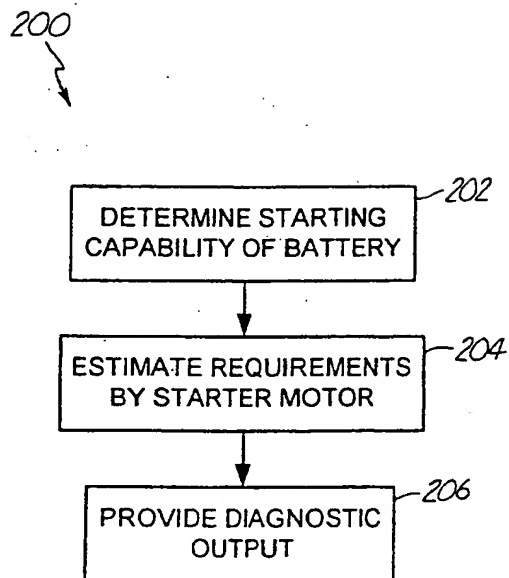 200
202
DETERMINE STARTING
CAPABILITY OF BATTERY
204
ESTIMATE REQUIREMENTS
BY STARTER MOTOR
206
PROVIDE DIAGNOSTIC
OUTPUT